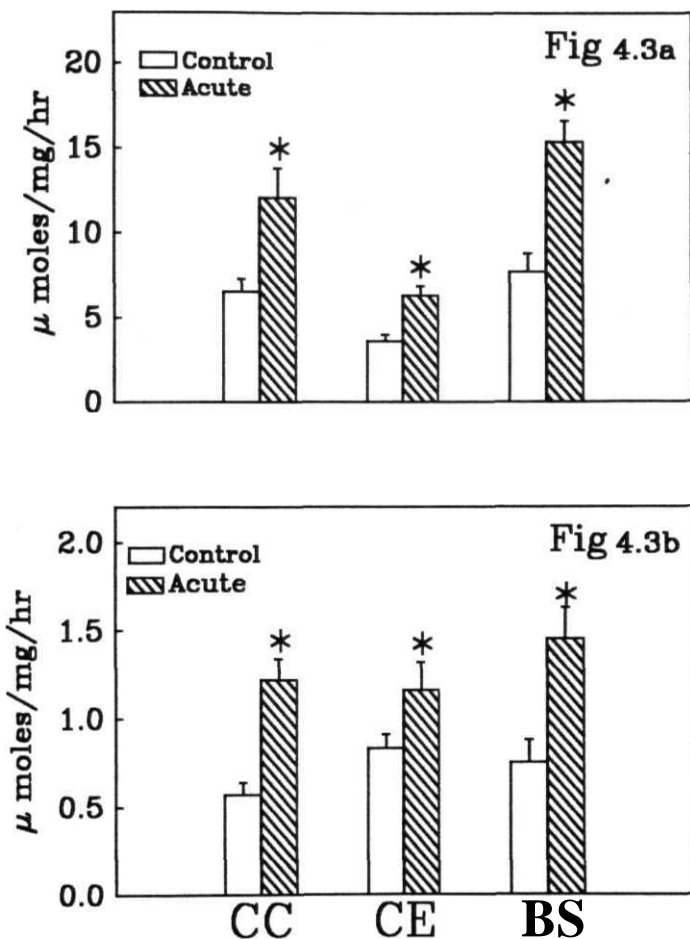 Fig 4.3a
Control
Acute
20
15
10
5
0
μ moles/mg/hr
*
*
*
Fig 4.3b
Control
Acute
2.0
1.5
1.0
0.5
0.0
μ moles/mg/hr
*
*
*
CC CE BS